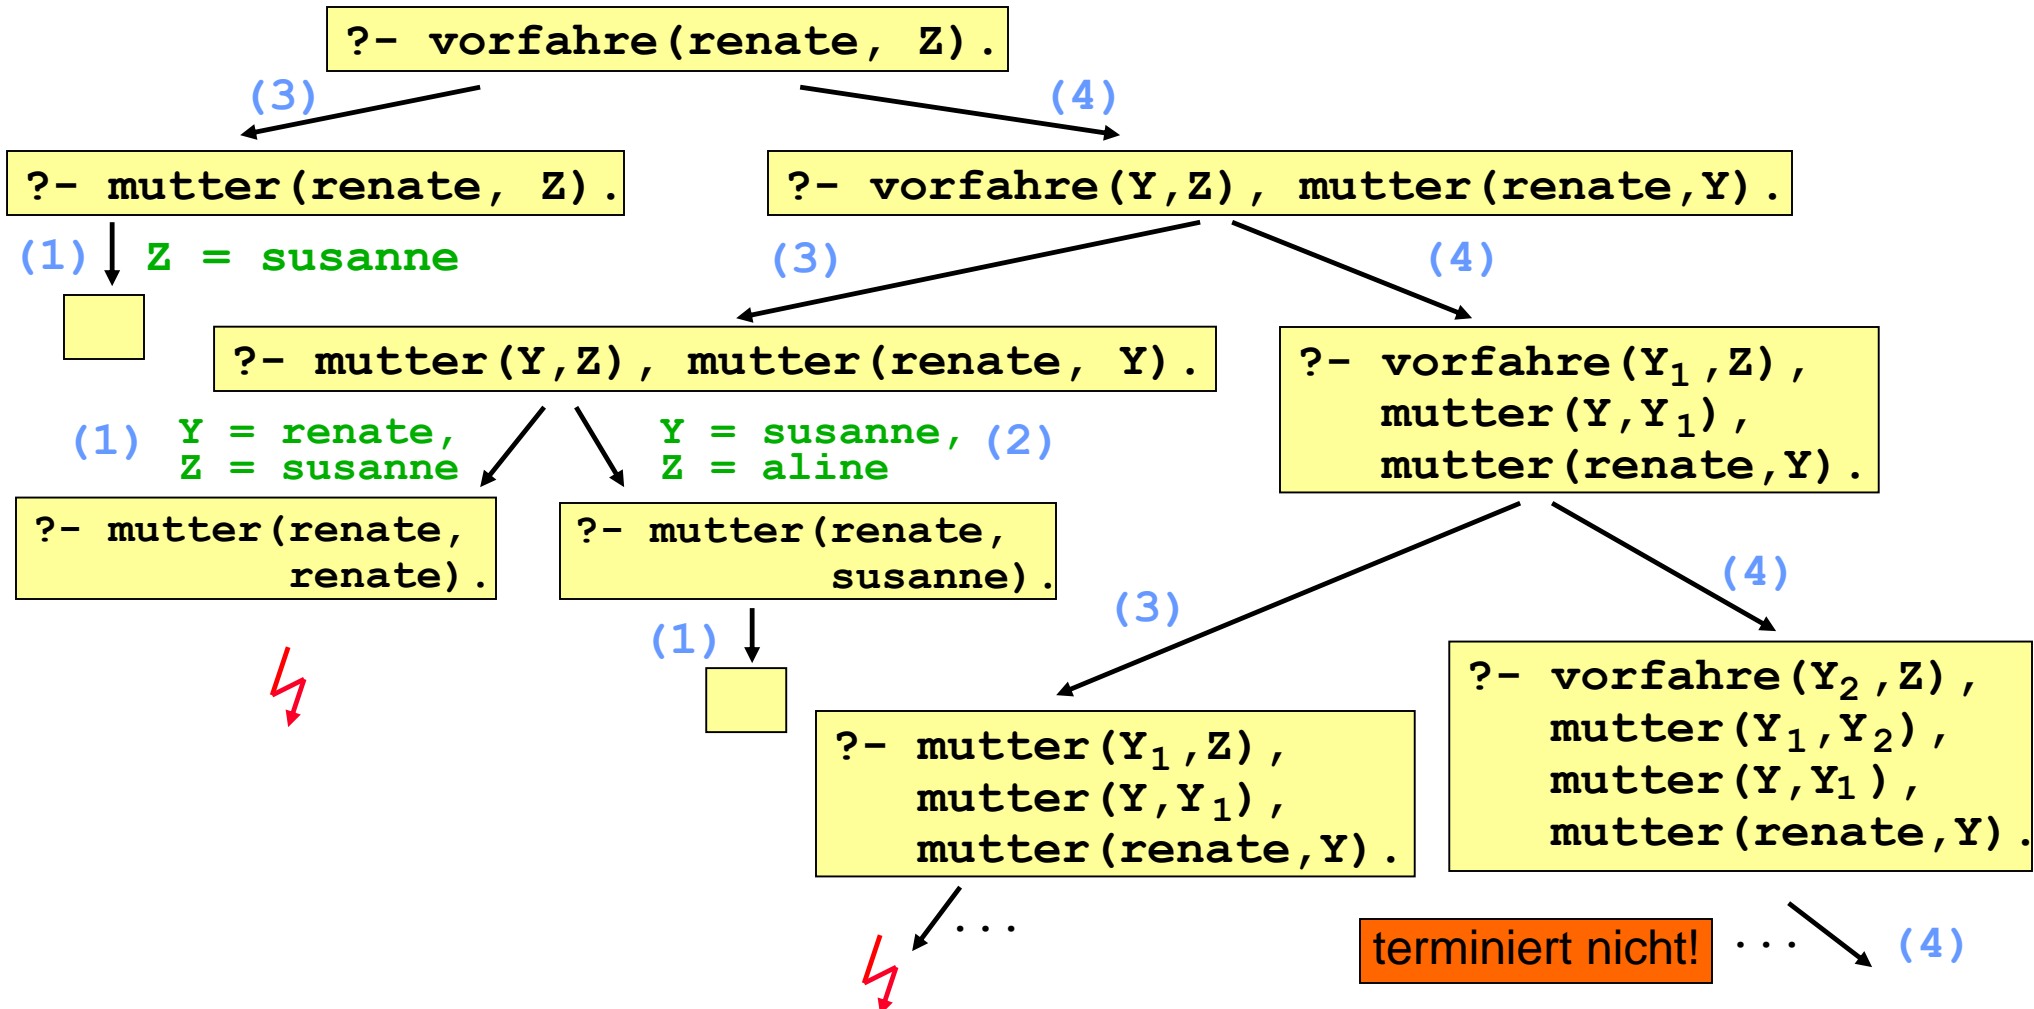 ?- vorfahre(renate, Z).
(3)
(4)
?- mutter(renate, Z).
?- vorfahre(Y,Z), mutter(renate,Y).
(1)
Z = susanne
(3)
(4)
?- mutter(Y,Z), mutter(renate, Y).
?- vorfahre(Y₁,Z),
mutter(Y,Y₁),
mutter(renate,Y).
(1)
Y = renate,
Z = susanne
Y = susanne,
Z = aline
(2)
?- mutter(renate,
renate).
?- mutter(renate,
susanne).
(1)
(3)
(4)
?- mutter(Y₁,Z),
mutter(Y,Y₁),
mutter(renate,Y).
?- vorfahre(Y₂,Z),
mutter(Y₁,Y₂),
mutter(Y,Y₁),
mutter(renate,Y).
...
terminiert nicht!
...
(4)